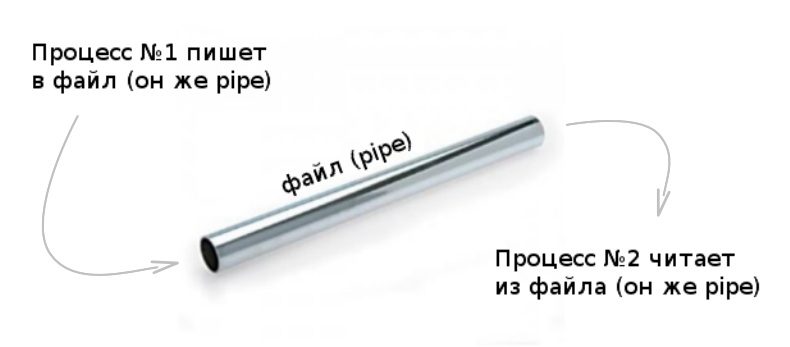 Процесс №1 пишет
в файл (он же pipe)
файл (pipe)
Процесс №2 читает
из файла (он же pipe)